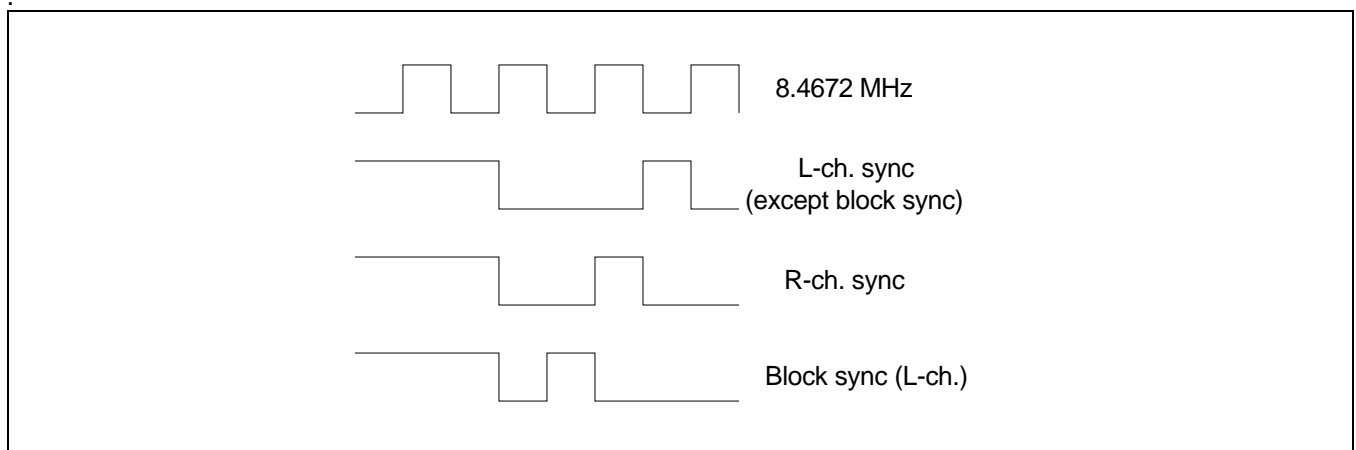 8.4672 MHz
L-ch. sync
(except block sync)
R-ch. sync
Block sync (L-ch.)